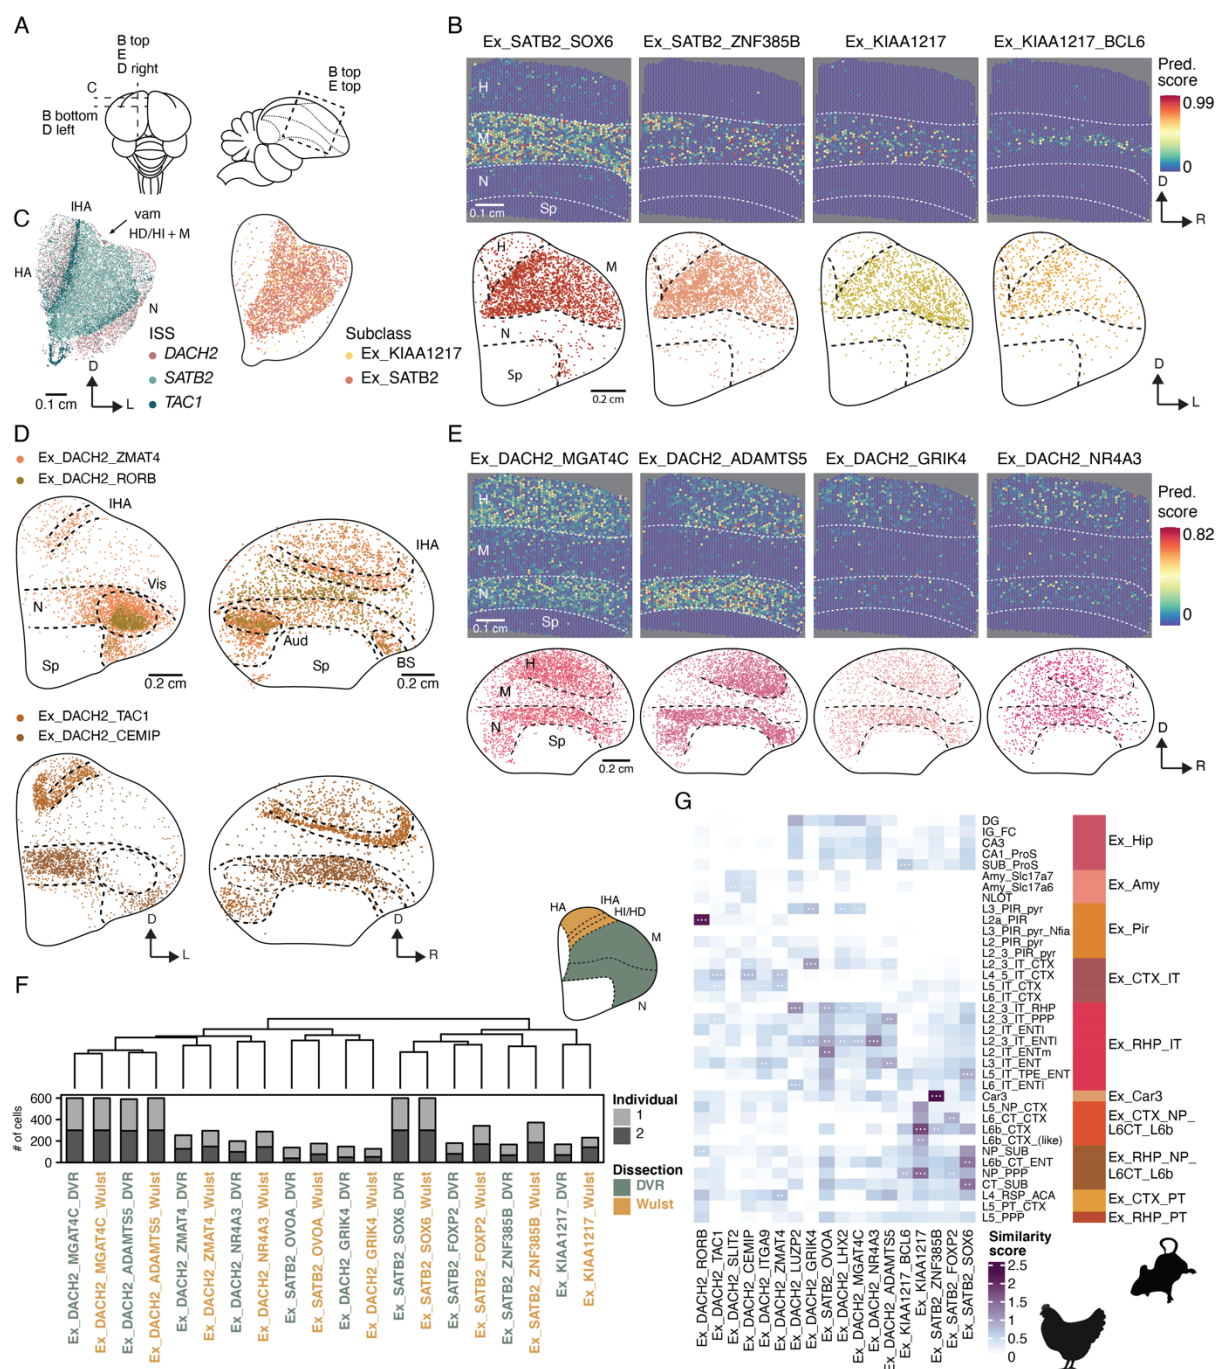 A
B top
E
D right
C
B bottom
D left
B top
E top
B
Ex_SATB2_SOX6
Ex_SATB2_ZNF385B
Ex_KIAA1217
Ex_KIAA1217_BCL6
H
M
N
Sp
0.1 cm
Pred.
score
0.99
0
D
R
H
M
N
Sp
0.2 cm
D
L
C
IHA
vam
HD/HI + M
HA
N
ISS
DACH2
SATB2
TAC1
D
L
0.1 cm
Subclass
Ex_KIAA1217
Ex_SATB2
D
Ex_DACH2_ZMAT4
Ex_DACH2_RORB
IHA
Vis
N
Sp
IHA
Aud
Sp
BS
0.2 cm
0.2 cm
Ex_DACH2_TAC1
Ex_DACH2_CEMIP
D
L
D
R
E
Ex_DACH2_MGAT4C
Ex_DACH2_ADAMTS5
Ex_DACH2_GRIK4
Ex_DACH2_NR4A3
H
M
N
Sp
0.1 cm
Pred.
score
0.82
0
H
M
N
Sp
0.2 cm
D
R
F
HA
IHA
HI/HD
M
N
# of cells
600
400
200
0
Individual
1
2
Dissection
DVR
Wulst
Ex_DACH2_MGAT4C_DVR
Ex_DACH2_MGAT4C_Wulst
Ex_DACH2_ADAMTS5_DVR
Ex_DACH2_ADAMTS5_Wulst
Ex_DACH2_ZMAT4_DVR
Ex_DACH2_ZMAT4_Wulst
Ex_DACH2_NR4A3_DVR
Ex_DACH2_NR4A3_Wulst
Ex_SATB2_OVOA_DVR
Ex_SATB2_OVOA_Wulst
Ex_DACH2_GRIK4_DVR
Ex_DACH2_GRIK4_Wulst
Ex_SATB2_SOX6_DVR
Ex_SATB2_SOX6_Wulst
Ex_SATB2_FOXP2_DVR
Ex_SATB2_FOXP2_Wulst
Ex_SATB2_ZNF385B_DVR
Ex_SATB2_ZNF385B_Wulst
Ex_KIAA1217_DVR
Ex_KIAA1217_Wulst
G
DG
IG_FC
CA3
CA1_ProS
SUB_ProS
Amy_Slc17a7
Amy_Slc17a6
NLOT
L3_PIR_pyr
L2a_PIR
L3_PIR_pyr_Nfia
L2_PIR_pyr
L2_3_PIR_pyr
L2_3_IT_CTX
L4_5_IT_CTX
L5_IT_CTX
L6_IT_CTX
L2_3_IT_RHP
L2_3_IT_PPP
L2_IT_ENTl
L2_3_IT_ENTl
L2_IT_ENTm
L3_IT_ENT
L5_IT_TPE_ENT
L6_IT_ENTl
Car3
L5_NP_CTX
L6_CT_CTX
L6b_CTX
L6b_CTX_(like)
NP_SUB
L6b_CT_ENT
NP_PPP
CT_SUB
L4_RSP_ACA
L5_PT_CTX
L5_PPP
Ex_Hip
Ex_Amy
Ex_Pir
Ex_CTX_IT
Ex_RHP_IT
Ex_Car3
Ex_CTX_NP_
L6CT_L6b
Ex_RHP_NP_
L6CT_L6b
Ex_CTX_PT
Ex_RHP_PT
Ex_DACH2_RORB
Ex_DACH2_TAC1
Ex_DACH2_SLIT2
Ex_DACH2_CEMIP
Ex_DACH2_ITGA9
Ex_DACH2_ZMAT4
Ex_DACH2_LUZP2
Ex_DACH2_GRIK4
Ex_SATB2_OVOA
Ex_DACH2_LHX2
Ex_DACH2_MGAT4C
Ex_DACH2_NR4A3
Ex_DACH2_ADAMTS5
Ex_KIAA1217_BCL6
Ex_KIAA1217
Ex_SATB2_ZNF385B
Ex_SATB2_FOXP2
Ex_SATB2_SOX6
Similarity
score
2.5
2
1.5
1
0.5
0